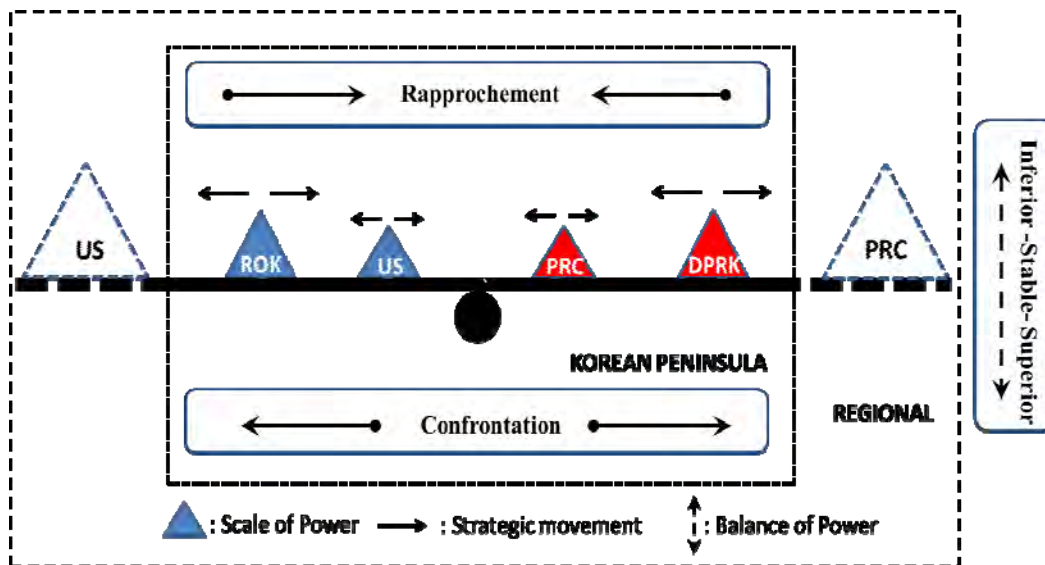 Rapprochement
US
ROK
US
PRC
DPRK
PRC
KOREAN PENINSULA
REGIONAL
Confrontation
Inferior -Stable- Superior
: Scale of Power
: Strategic movement
: Balance of Power